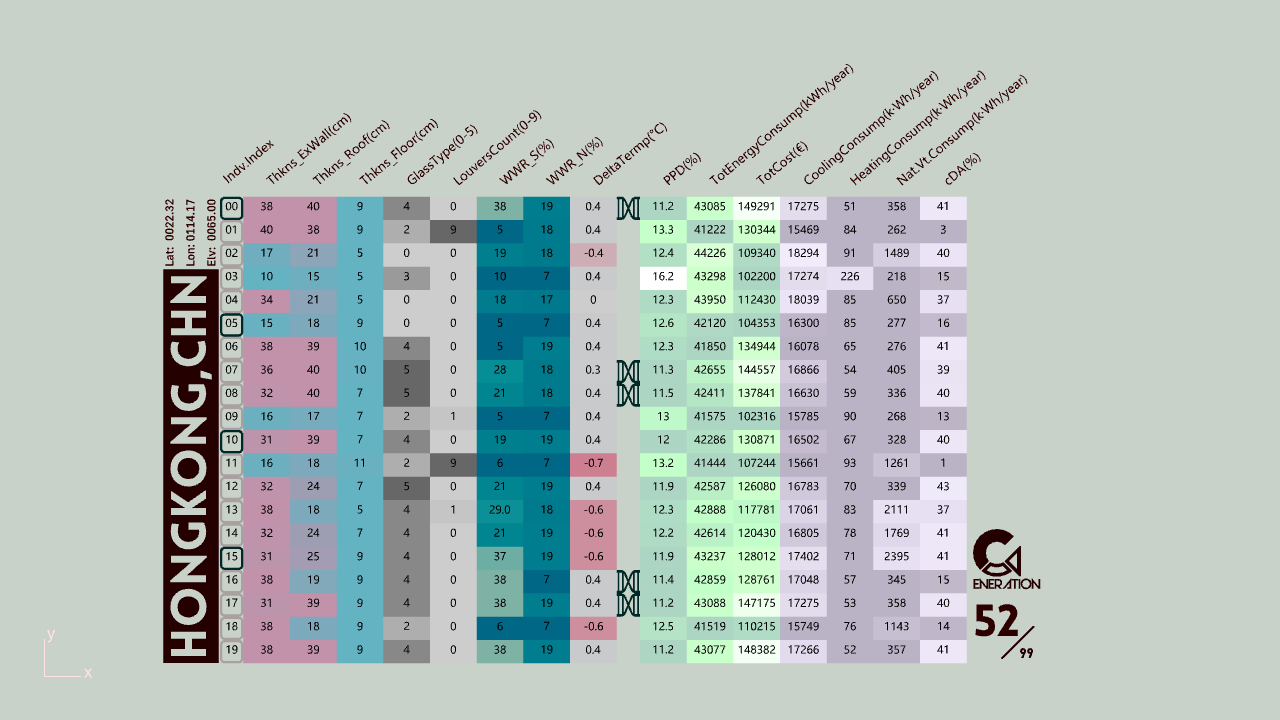 Indv.Index Thkns_ExWall(cm) Thkns_Roof(cm) Thkns_Floor(cm) GlassType(0-5) LouversCount(0-9) WWR_S(%) WWR_N(%) DeltaTermp(°C) PPD(%) TotEnergyConsump(kWh/year) TotCost(€) CoolingConsump(k·Wh/year) HeatingConsump(k·Wh/year) Nat.Vt.Consump(k·Wh/year) cDA(%)
Lat: 0022.32
Lon: 0114.17
Elv: 0065.00
HONGKONG,CHN
00 38 40 9 4 0 38 19 0.4 11.2 43085 149291 17275 51 358 41
01 40 38 9 2 9 5 18 0.4 13.3 41222 130344 15469 84 262 3
02 17 21 5 0 0 19 18 -0.4 12.4 44226 109340 18294 91 1489 40
03 10 15 5 3 0 10 7 0.4 16.2 43298 102200 17274 226 218 15
04 34 21 5 0 0 18 17 0 12.3 43950 112430 18039 85 650 37
05 15 18 9 0 0 5 7 0.4 12.6 42120 104353 16300 85 277 16
06 38 39 10 4 0 5 19 0.4 12.3 41850 134944 16078 65 276 41
07 36 40 10 5 0 28 18 0.3 11.3 42655 144557 16866 54 405 39
08 32 40 7 5 0 21 18 0.4 11.5 42411 137841 16630 59 336 40
09 16 17 7 2 1 5 7 0.4 13 41575 102316 15785 90 268 13
10 31 39 7 4 0 19 19 0.4 12 42286 130871 16502 67 328 40
11 16 18 11 2 9 6 7 -0.7 13.2 41444 107244 15661 93 1261 1
12 32 24 7 5 0 21 19 0.4 11.9 42587 126080 16783 70 339 43
13 38 18 5 4 1 29.0 18 -0.6 12.3 42888 117781 17061 83 2111 37
14 32 24 7 4 0 21 19 -0.6 12.2 42614 120430 16805 78 1769 41
15 31 25 9 4 0 37 19 -0.6 11.9 43237 128012 17402 71 2395 41
16 38 19 9 4 0 38 7 0.4 11.4 42859 128761 17048 57 345 15
17 31 39 9 4 0 38 19 0.4 11.2 43088 147175 17275 53 358 40
18 38 18 9 2 0 6 7 -0.6 12.5 41519 110215 15749 76 1143 14
19 38 39 9 4 0 38 19 0.4 11.2 43077 148382 17266 52 357 41
GENERATION
52/99
y
x